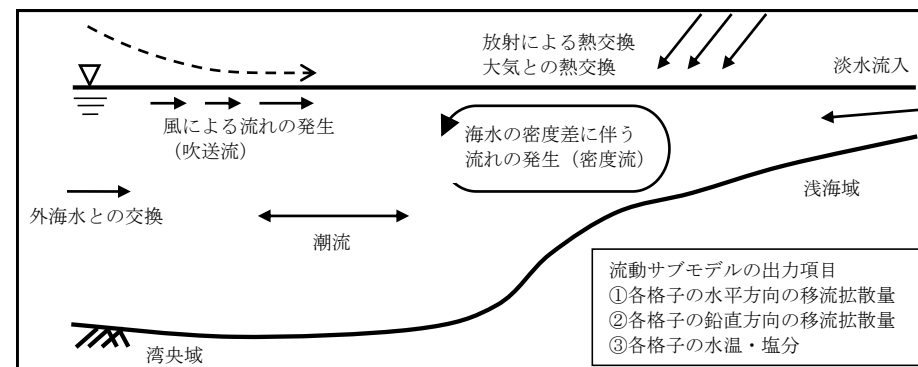 放射による熱交換
大気との熱交換
淡水流入
風による流れの発生
（吹送流）
海水の密度差に伴う
流れの発生（密度流）
浅海域
外海水との交換
潮流
流動サブモデルの出力項目
①各格子の水平方向の移流拡散量
②各格子の鉛直方向の移流拡散量
③各格子の水温・塩分
湾央域